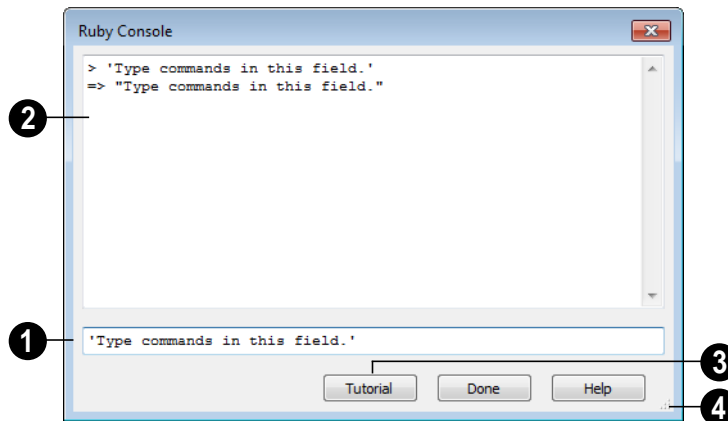 Ruby Console
> 'Type commands in this field.'
=> "Type commands in this field."
2
1
'Type commands in this field.'
3
Tutorial Done Help
4